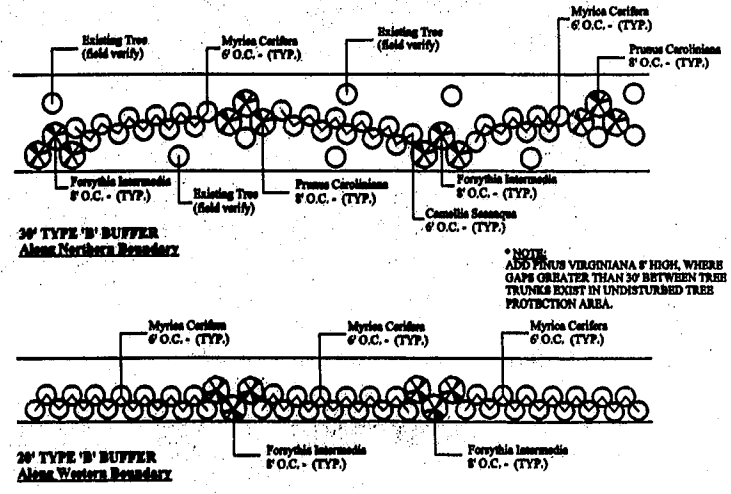 Myrica Cerifera
6' O.C. - (TYP.)
Existing Tree
(field verify)
Myrica Cerifera
6' O.C. - (TYP.)
Existing Tree
(field verify)
Prunus Caroliniana
8' O.C. - (TYP.)
Forsythia Intermedia
8' O.C. - (TYP.)
Existing Tree
(field verify)
Prunus Caroliniana
8' O.C. - (TYP.)
Forsythia Intermedia
8' O.C. - (TYP.)
Camellia Sasanqua
6' O.C. - (TYP.)
30' TYPE 'B' BUFFER
Along Northern Boundary
* NOTE:
ADD PINUS VIRGINIANA 8' HIGH, WHERE
GAPS GREATER THAN 30' BETWEEN TREE
TRUNKS EXIST IN UNDISTURBED TREE
PROTECTION AREA.
Myrica Cerifera
6' O.C. - (TYP.)
Myrica Cerifera
6' O.C. - (TYP.)
Myrica Cerifera
6' O.C. - (TYP.)
Forsythia Intermedia
8' O.C. - (TYP.)
Forsythia Intermedia
8' O.C. - (TYP.)
20' TYPE 'B' BUFFER
Along Western Boundary